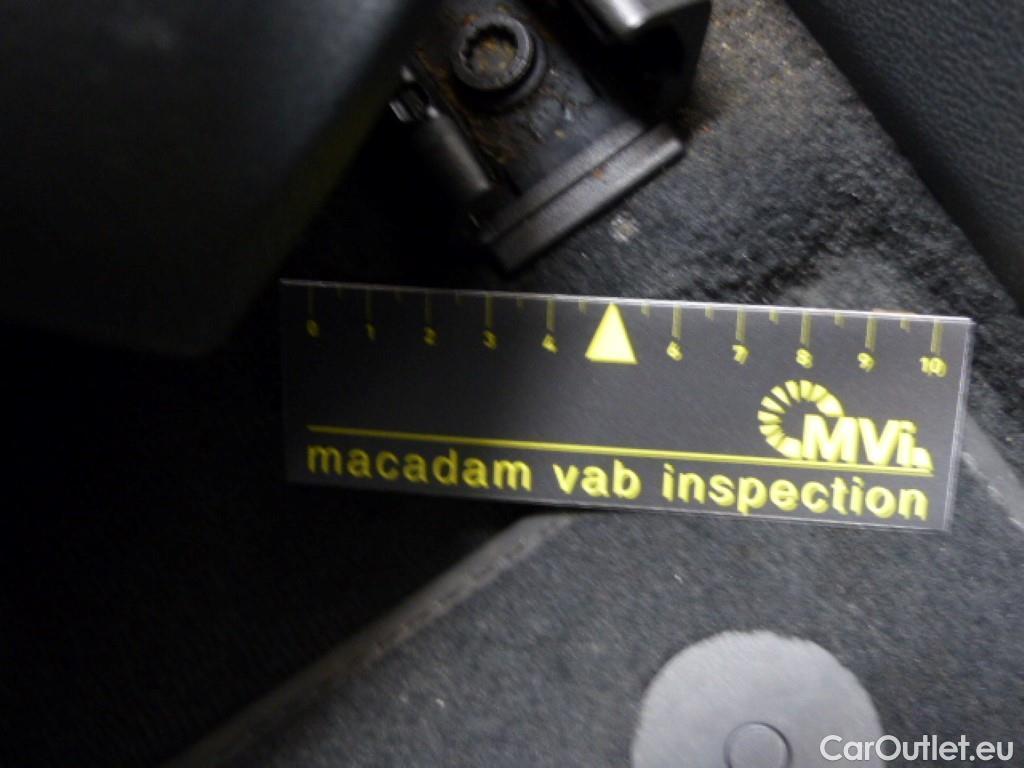 0 1 2 3 4 6 7 8 9 10
MVi
macadam vab inspection
CarOutlet.eu